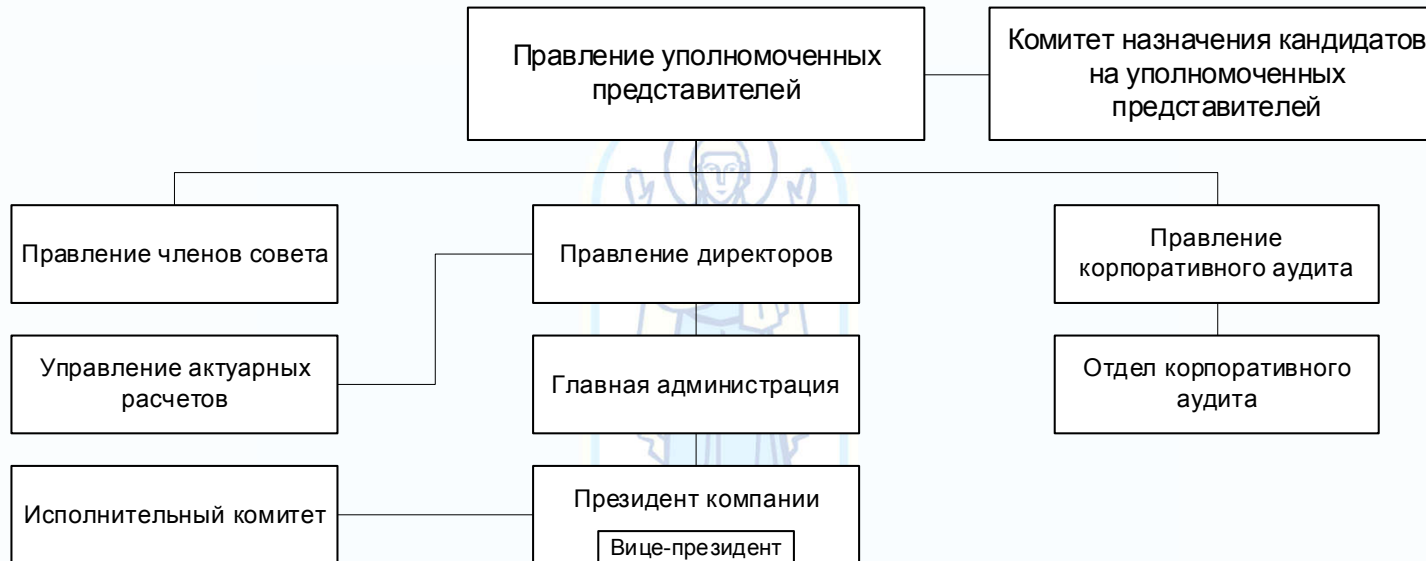 Правление уполномоченных
представителей
Комитет назначения кандидатов
на уполномоченных
представителей
Правление членов совета
Правление директоров
Правление
корпоративного аудита
Управление актуарных
расчетов
Главная администрация
Отдел корпоративного
аудита
Исполнительный комитет
Президент компании
Вице-президент